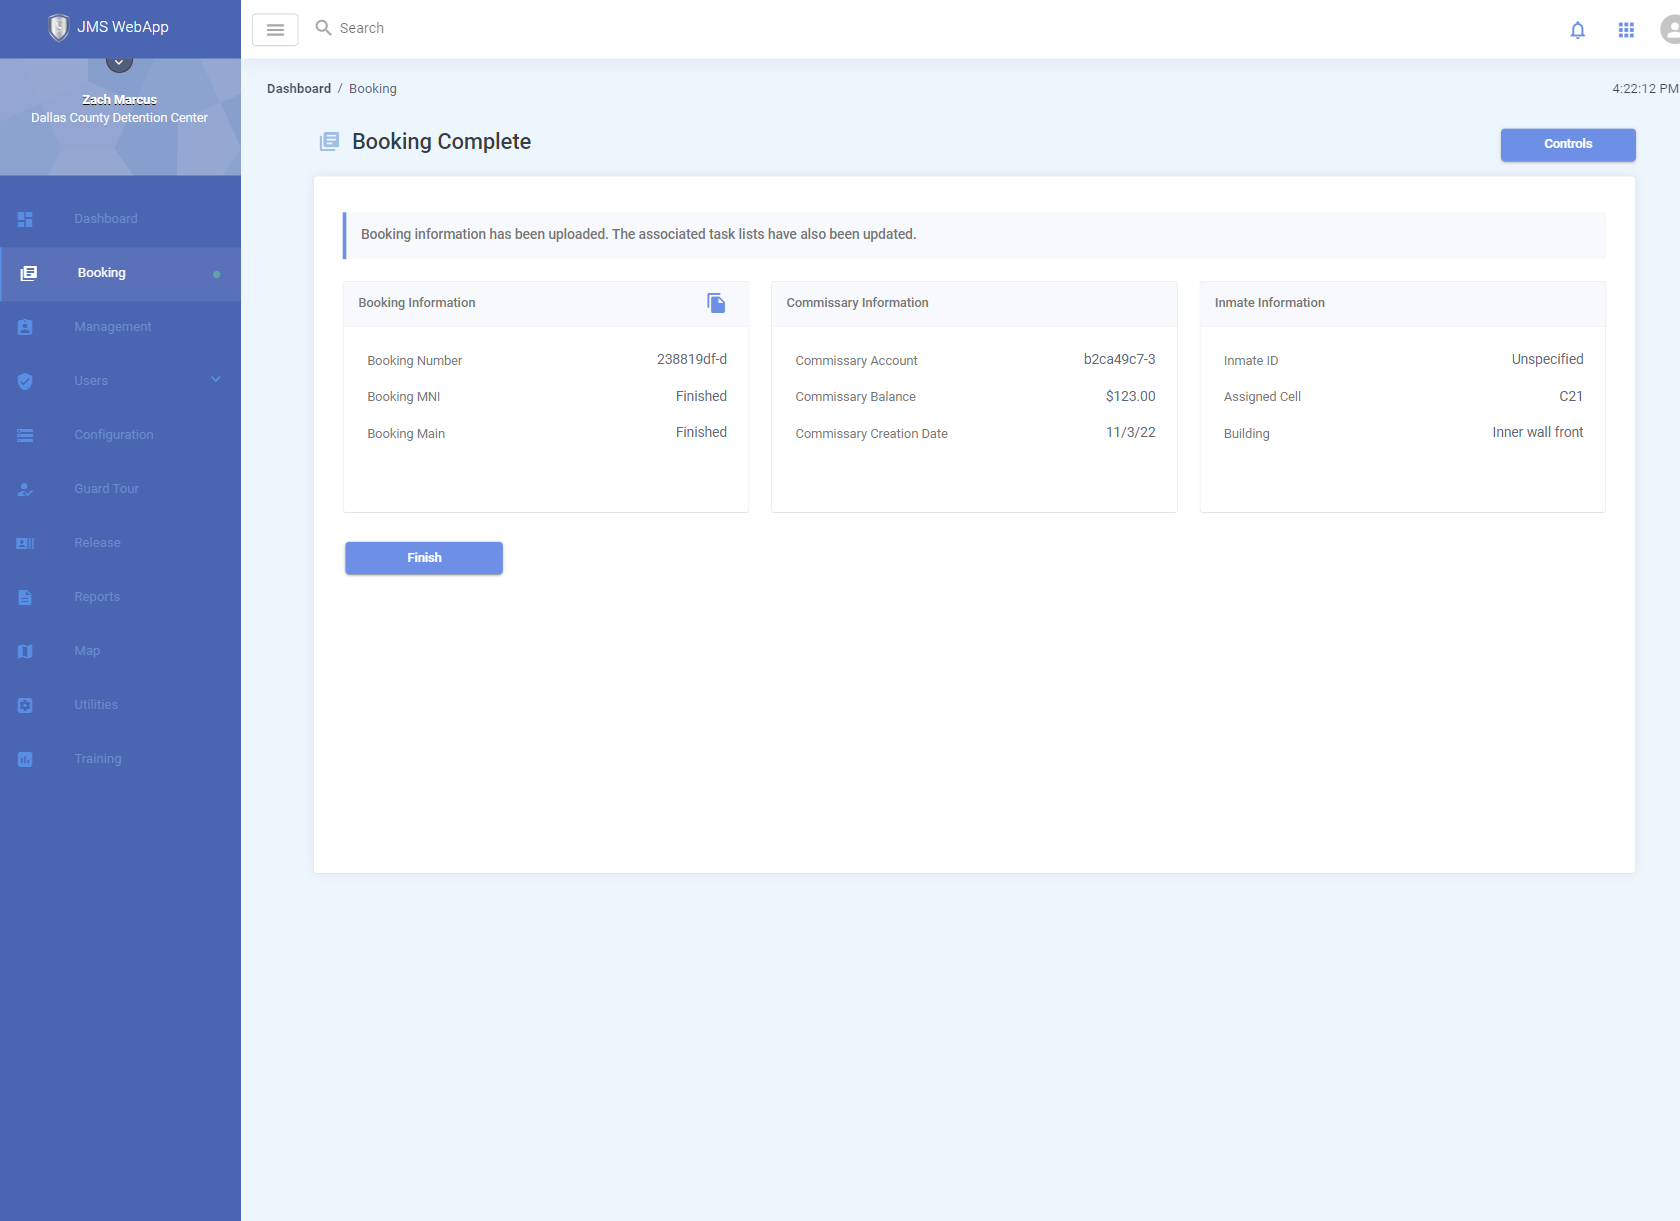 JMS WebApp
Search
Zach Marcus
Dallas County Detention Center
Dashboard
Booking
Management
Users
Configuration
Guard Tour
Release
Reports
Map
Utilities
Training
Dashboard / Booking
4:22:12 PM
Booking Complete
Controls
Booking information has been uploaded. The associated task lists have also been updated.
Booking Information
Booking Number 238819df-d
Booking MNI Finished
Booking Main Finished
Commissary Information
Commissary Account b2ca49c7-3
Commissary Balance $123.00
Commissary Creation Date 11/3/22
Inmate Information
Inmate ID Unspecified
Assigned Cell C21
Building Inner wall front
Finish